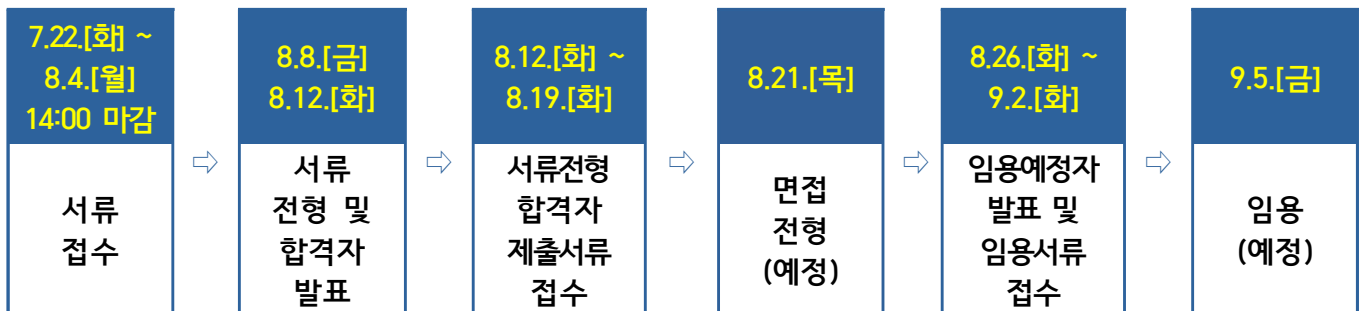 7.22.[화] ~
8.4.[월]
14:00 마감
서류
접수
⇨
8.8.[금]
8.12.[화]
서류
전형 및
합격자
발표
⇨
8.12.[화] ~
8.19.[화]
서류전형
합격자
제출서류
접수
⇨
8.21.[목]
면접
전형
(예정)
⇨
8.26.[화] ~
9.2.[화]
임용예정자
발표 및
임용서류
접수
⇨
9.5.[금]
임용
(예정)